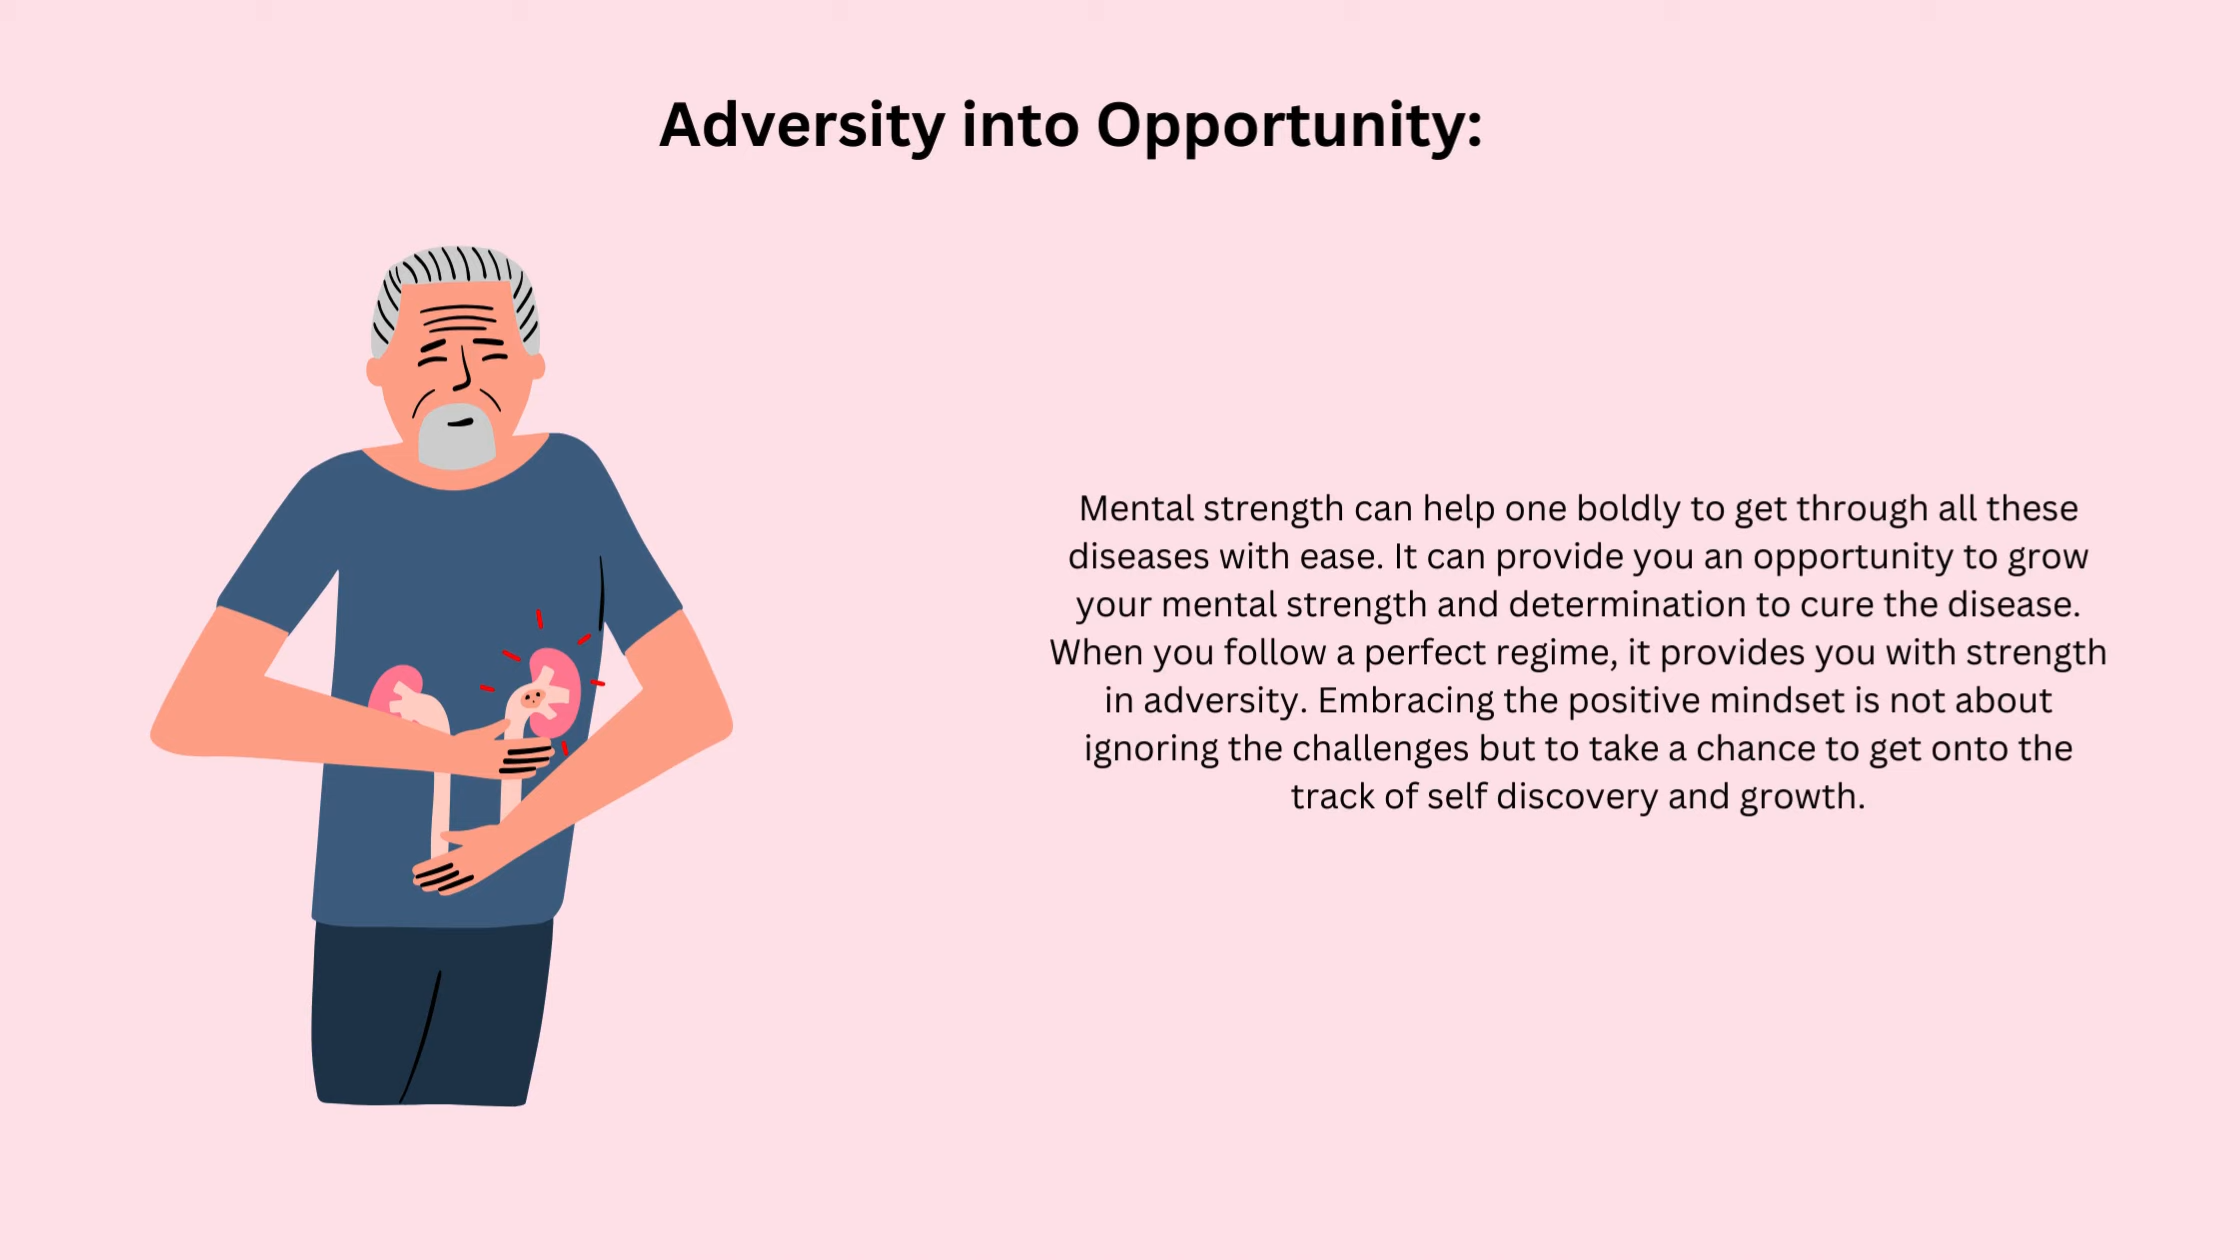 Adversity into Opportunity:
Mental strength can help one boldly to get through all these
diseases with ease. It can provide you an opportunity to grow
your mental strength and determination to cure the disease.
When you follow a perfect regime, it provides you with strength
in adversity. Embracing the positive mindset is not about
ignoring the challenges but to take a chance to get onto the
track of self discovery and growth.